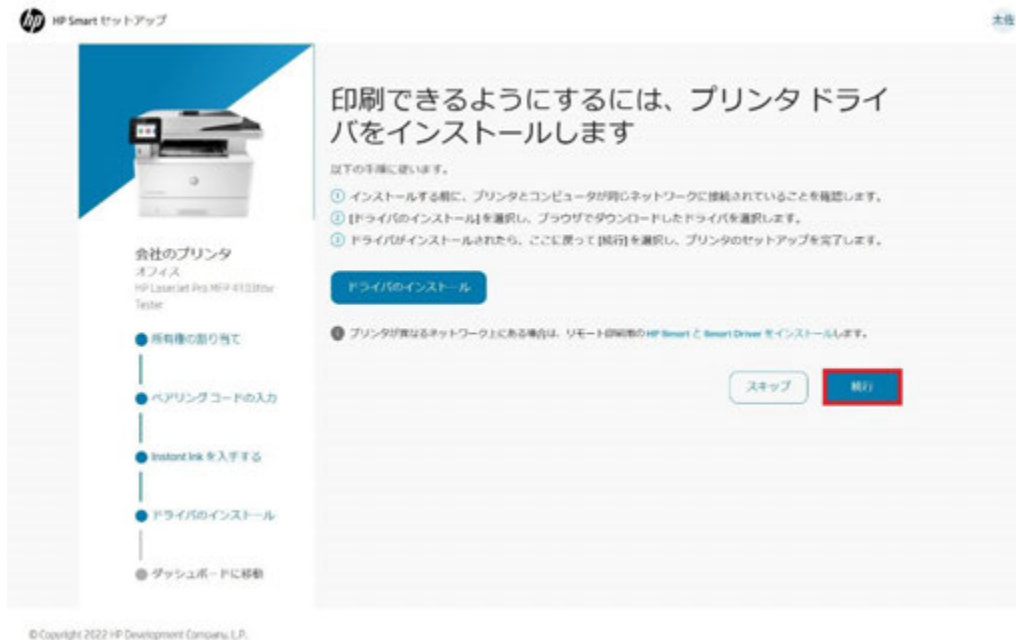 hp HP Smart セットアップ
太佐
印刷できるようにするには、プリンタ ドライ
バをインストールします
以下の手順に従います。
① インストールする前に、プリンタとコンピュータが同じネットワークに接続されていることを確認します。
② [ドライバのインストール] を選択し、ブラウザでダウンロードしたドライバを選択します。
③ ドライバがインストールされたら、ここに戻って [続行] を選択し、プリンタのセットアップを完了します。
ドライバのインストール
プリンタが異なるネットワーク上にある場合は、リモート印刷用の HP Smart と Smart Driver をインストールします。
スキップ
続行
会社のプリンタ
オフィス
HP LaserJet Pro MFP 4103fdw
Tester
所有権の割り当て
ペアリング コードの入力
Instant Ink を入手する
ドライバのインストール
ダッシュボードに移動
© Copyright 2022 HP Development Company, L.P.